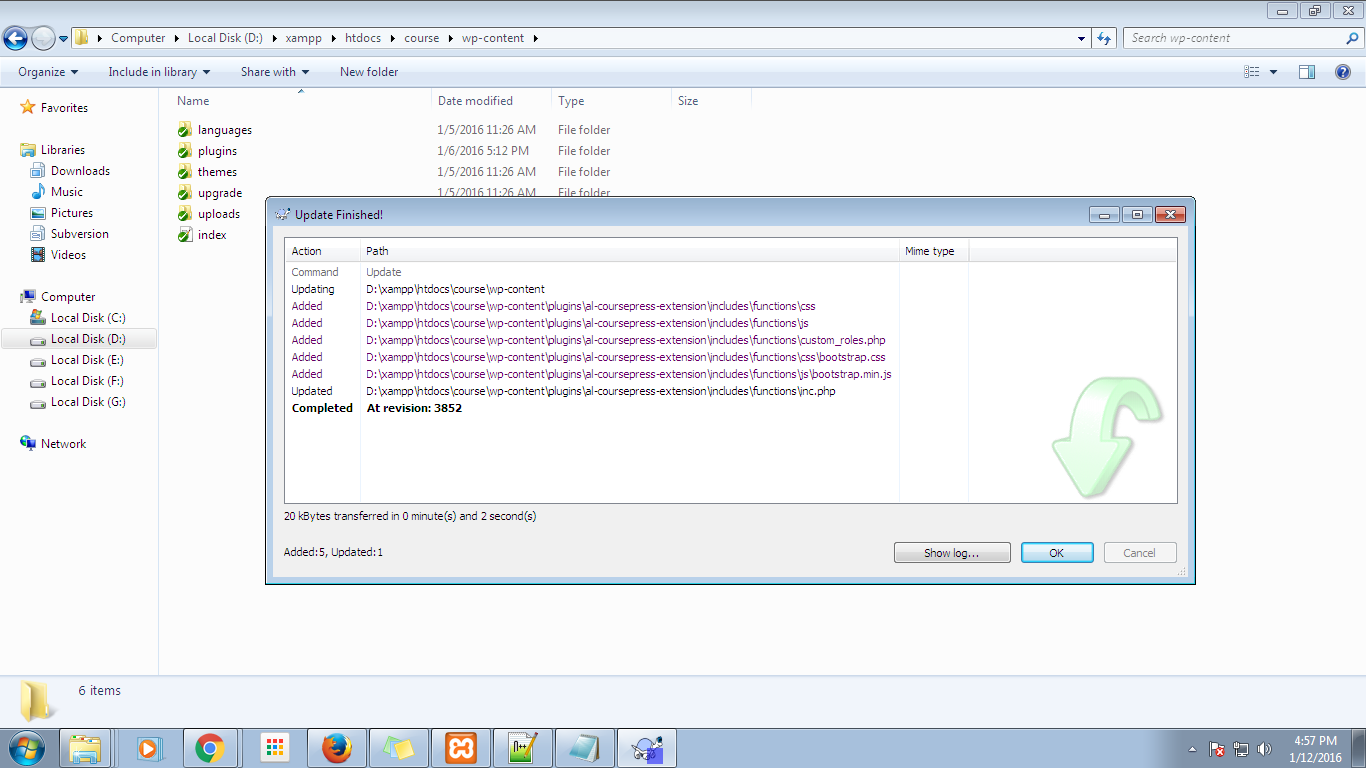 Computer Local Disk (D:) xampp htdocs course wp-content Search wp-content
Organize Include in library Share with New folder
Name Date modified Type Size
Favorites
Libraries
Downloads
Music
Pictures
Subversion
Videos
Computer
Local Disk (C:)
Local Disk (D:)
Local Disk (E:)
Local Disk (F:)
Local Disk (G:)
Network
languages 1/5/2016 11:26 AM File folder
plugins 1/6/2016 5:12 PM File folder
themes 1/5/2016 11:26 AM File folder
upgrade 1/5/2016 11:26 AM File folder
uploads
index
Update Finished!
Action Path Mime type
Command Update
Updating D:\xampp\htdocs\course\wp-content
Added D:\xampp\htdocs\course\wp-content\plugins\al-coursepress-extension\includes\functions\css
Added D:\xampp\htdocs\course\wp-content\plugins\al-coursepress-extension\includes\functions\js
Added D:\xampp\htdocs\course\wp-content\plugins\al-coursepress-extension\includes\functions\custom_roles.php
Added D:\xampp\htdocs\course\wp-content\plugins\al-coursepress-extension\includes\functions\css\bootstrap.css
Added D:\xampp\htdocs\course\wp-content\plugins\al-coursepress-extension\includes\functions\js\bootstrap.min.js
Updated D:\xampp\htdocs\course\wp-content\plugins\al-coursepress-extension\includes\functions\inc.php
Completed At revision: 3852
20 kBytes transferred in 0 minute(s) and 2 second(s)
Added:5, Updated:1
Show log... OK Cancel
6 items
4:57 PM
1/12/2016